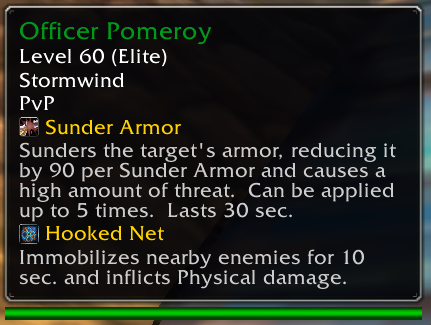 Officer Pomeroy
Level 60 (Elite)
Stormwind
PvP
Sunder Armor
Sunders the target's armor, reducing it
by 90 per Sunder Armor and causes a
high amount of threat.  Can be applied
up to 5 times.  Lasts 30 sec.
Hooked Net
Immobilizes nearby enemies for 10
sec. and inflicts Physical damage.